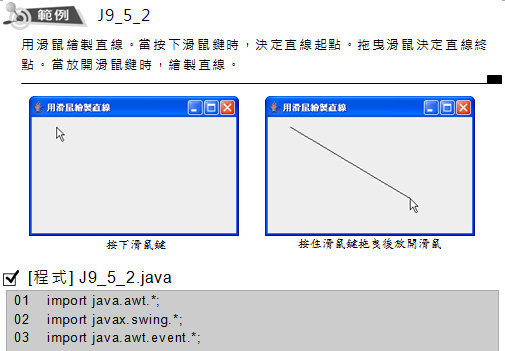 範例 J9_5_2
用滑鼠繪製直線。當按下滑鼠鍵時，決定直線起點。拖曳滑鼠決定直線終
點。當放開滑鼠鍵時，繪製直線。
用滑鼠繪製直線
用滑鼠繪製直線
按下滑鼠鍵
按住滑鼠鍵拖曳後放開滑鼠
[程式] J9_5_2.java
01 import java.awt.*;
02 import javax.swing.*;
03 import java.awt.event.*;